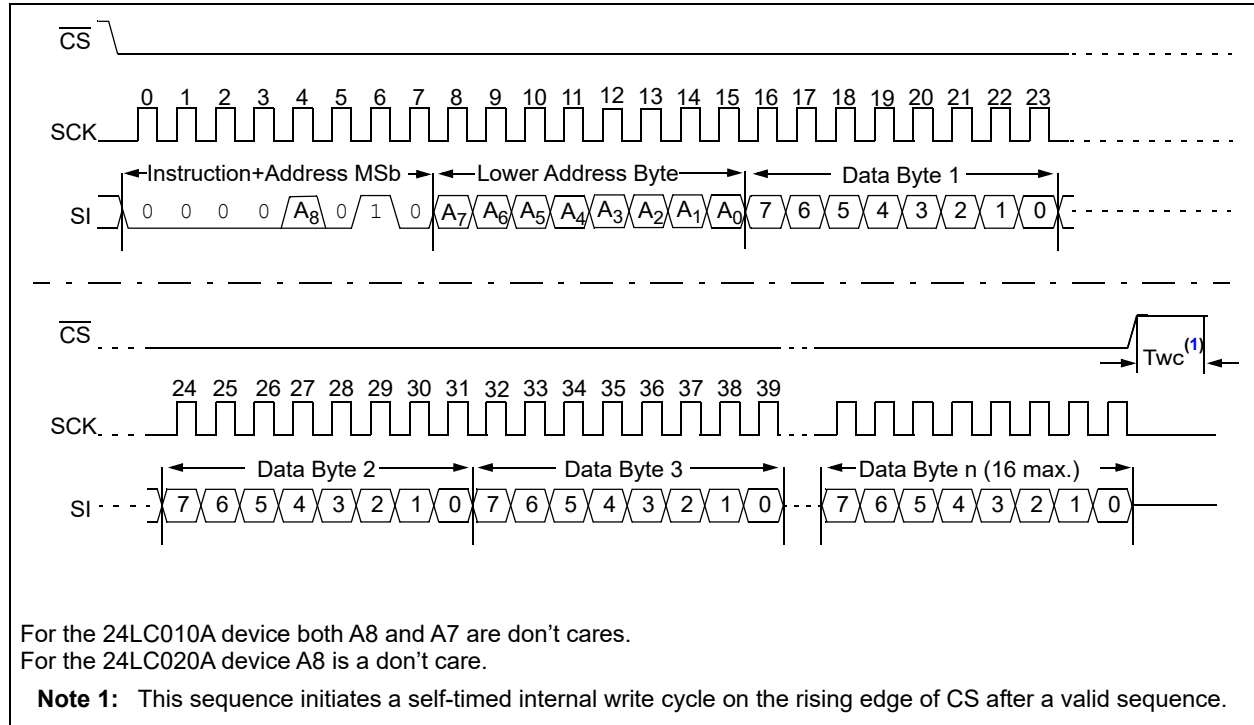 CS
0 1 2 3 4 5 6 7 8 9 10 11 12 13 14 15 16 17 18 19 20 21 22 23
SCK
Instruction+Address MSb Lower Address Byte Data Byte 1
SI 0 0 0 0 A8 0 1 0 A7 A6 A5 A4 A3 A2 A1 A0 7 6 5 4 3 2 1 0
CS
Twc(1)
24 25 26 27 28 29 30 31 32 33 34 35 36 37 38 39
SCK
Data Byte 2 Data Byte 3 Data Byte n (16 max.)
SI 7 6 5 4 3 2 1 0 7 6 5 4 3 2 1 0 7 6 5 4 3 2 1 0
For the 24LC010A device both A8 and A7 are don’t cares.
For the 24LC020A device A8 is a don’t care.
Note 1: This sequence initiates a self-timed internal write cycle on the rising edge of CS after a valid sequence.